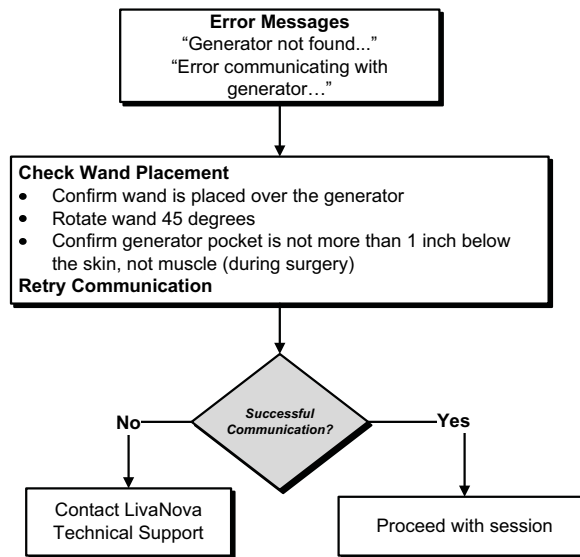 Error Messages
“Generator not found...”
“Error communicating with
generator…”
Check Wand Placement
• Confirm wand is placed over the generator
• Rotate wand 45 degrees
• Confirm generator pocket is not more than 1 inch below
the skin, not muscle (during surgery)
Retry Communication
Successful
Communication?
No
Yes
Contact LivaNova
Technical Support
Proceed with session